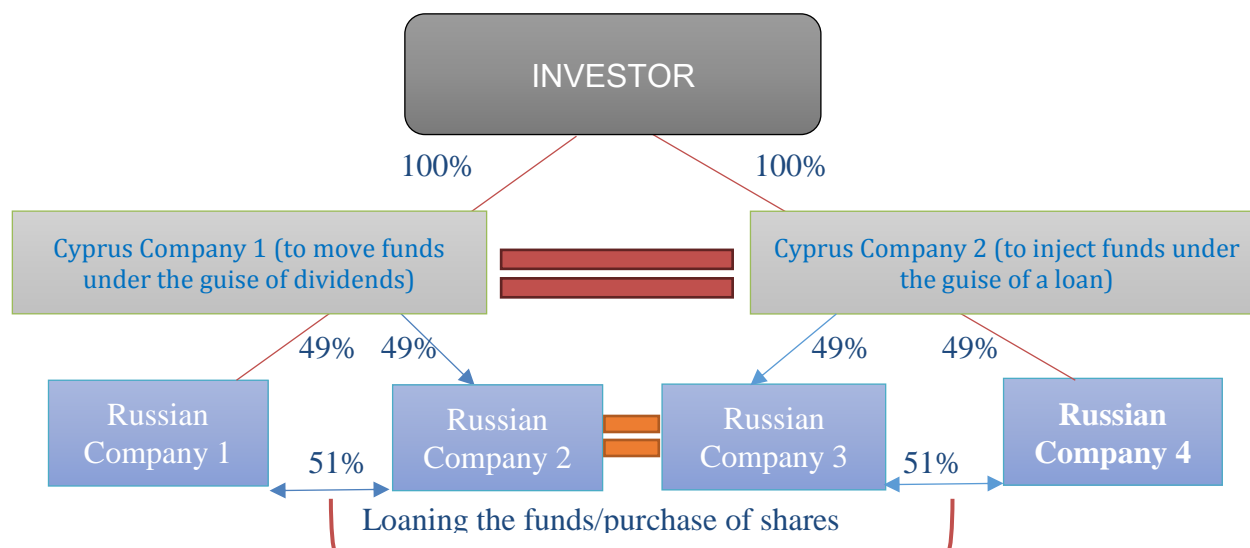 INVESTOR
100%
100%
Cyprus Company 1 (to move funds
under the guise of dividends)
Cyprus Company 2 (to inject funds under
the guise of a loan)
49%
49%
49%
49%
Russian
Company 1
Russian
Company 2
Russian
Company 3
Russian
Company 4
51%
51%
Loaning the funds/purchase of shares